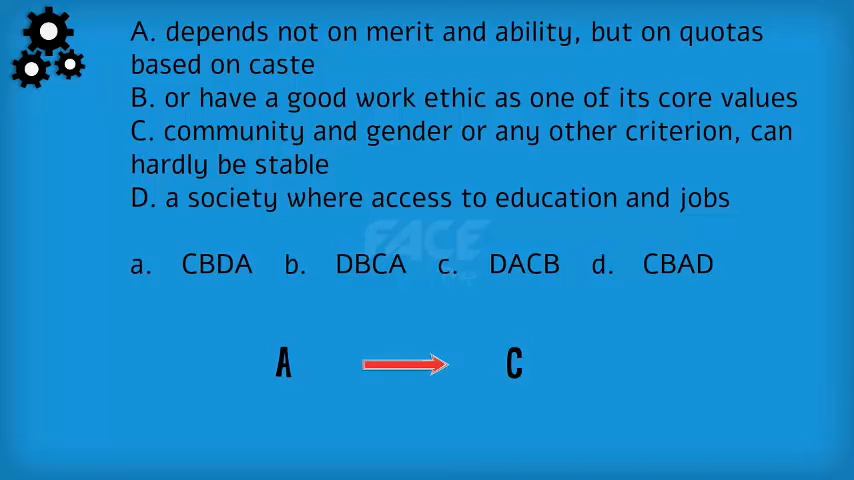 A. depends not on merit and ability, but on quotas
based on caste
B. or have a good work ethic as one of its core values
C. community and gender or any other criterion, can
hardly be stable
D. a society where access to education and jobs
FACE
a. CBDA b. DBCA c. DACB d. CBAD
A C